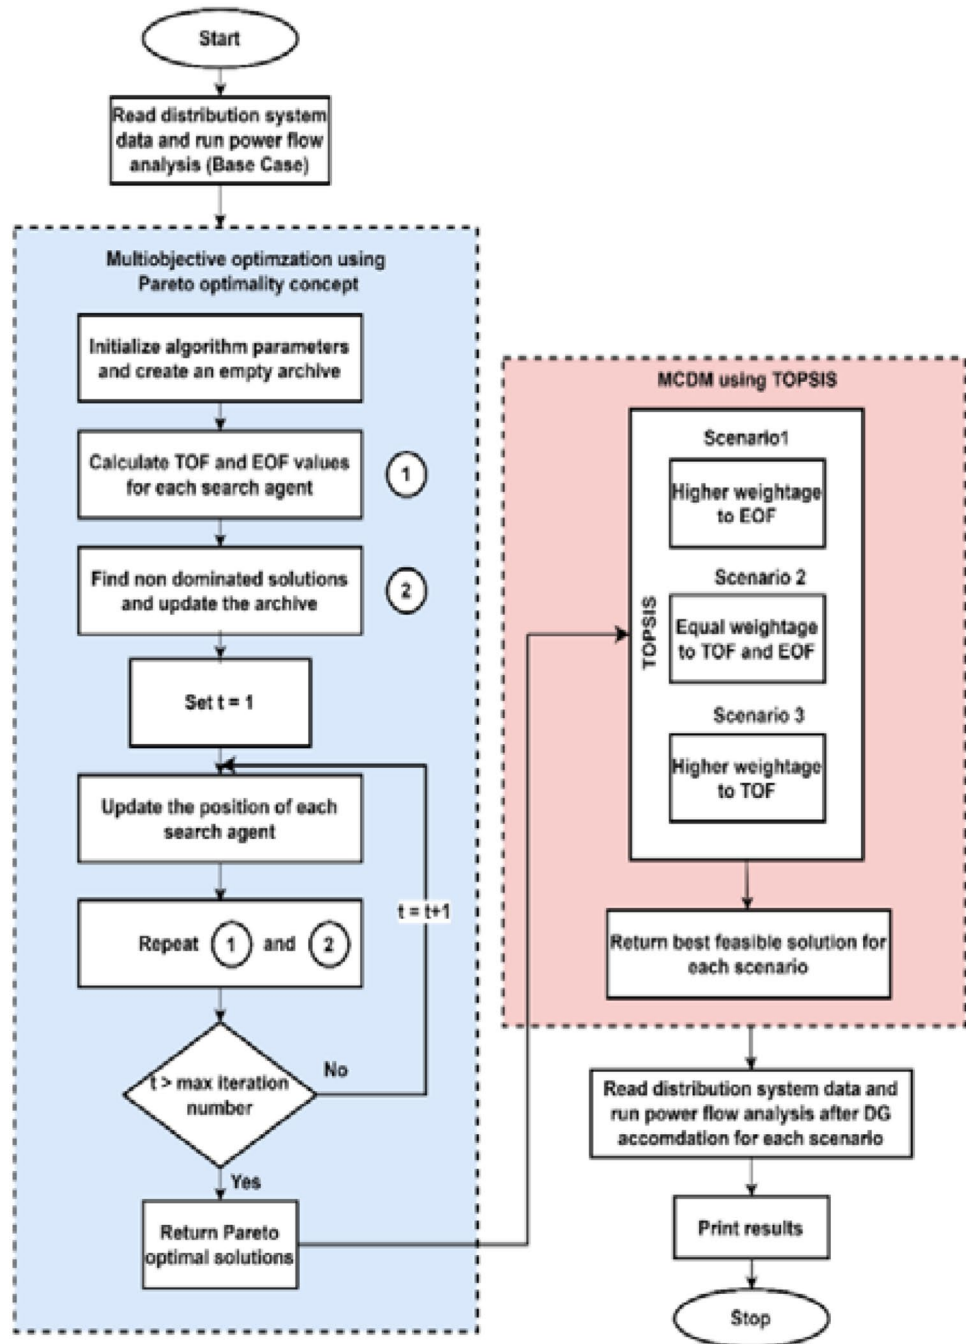 Start
Read distribution system
data and run power flow
analysis (Base Case)
Multiobjective optimzation using
Pareto optimality concept
Initialize algorithm parameters
and create an empty archive
Calculate TOF and EOF values
for each search agent
1
Find non dominated solutions
and update the archive
2
Set t = 1
Update the position of each
search agent
t = t+1
Repeat 1 and 2
t > max iteration
number
No
Yes
Return Pareto
optimal solutions
MCDM using TOPSIS
TOPSIS
Scenario1
Higher weightage
to EOF
Scenario 2
Equal weightage
to TOF and EOF
Scenario 3
Higher weightage
to TOF
Return best feasible solution for
each scenario
Read distribution system data and
run power flow analysis after DG
accomdation for each scenario
Print results
Stop